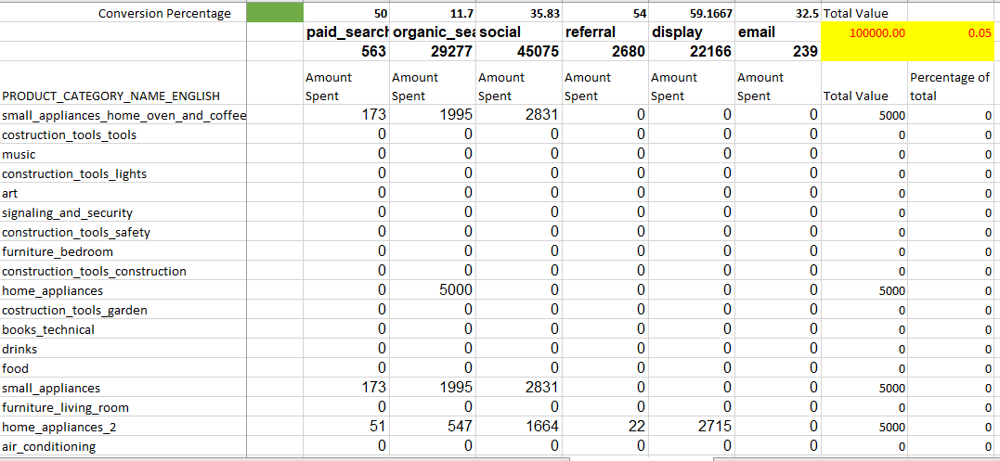 Conversion Percentage 50 11.7 35.83 54 59.1667 32.5 Total Value
paid_search organic_sea social referral display email 100000.00 0.05
563 29277 45075 2680 22166 239
Amount Amount Amount Amount Amount Amount Percentage of
PRODUCT_CATEGORY_NAME_ENGLISH Spent Spent Spent Spent Spent Spent Total Value total
small_appliances_home_oven_and_coffee 173 1995 2831 0 0 0 5000 0
costruction_tools_tools 0 0 0 0 0 0 0 0
music 0 0 0 0 0 0 0 0
construction_tools_lights 0 0 0 0 0 0 0 0
art 0 0 0 0 0 0 0 0
signaling_and_security 0 0 0 0 0 0 0 0
construction_tools_safety 0 0 0 0 0 0 0 0
furniture_bedroom 0 0 0 0 0 0 0 0
construction_tools_construction 0 0 0 0 0 0 0 0
home_appliances 0 5000 0 0 0 0 5000 0
costruction_tools_garden 0 0 0 0 0 0 0 0
books_technical 0 0 0 0 0 0 0 0
drinks 0 0 0 0 0 0 0 0
food 0 0 0 0 0 0 0 0
small_appliances 173 1995 2831 0 0 0 5000 0
furniture_living_room 0 0 0 0 0 0 0 0
home_appliances_2 51 547 1664 22 2715 0 5000 0
air_conditioning 0 0 0 0 0 0 0 0